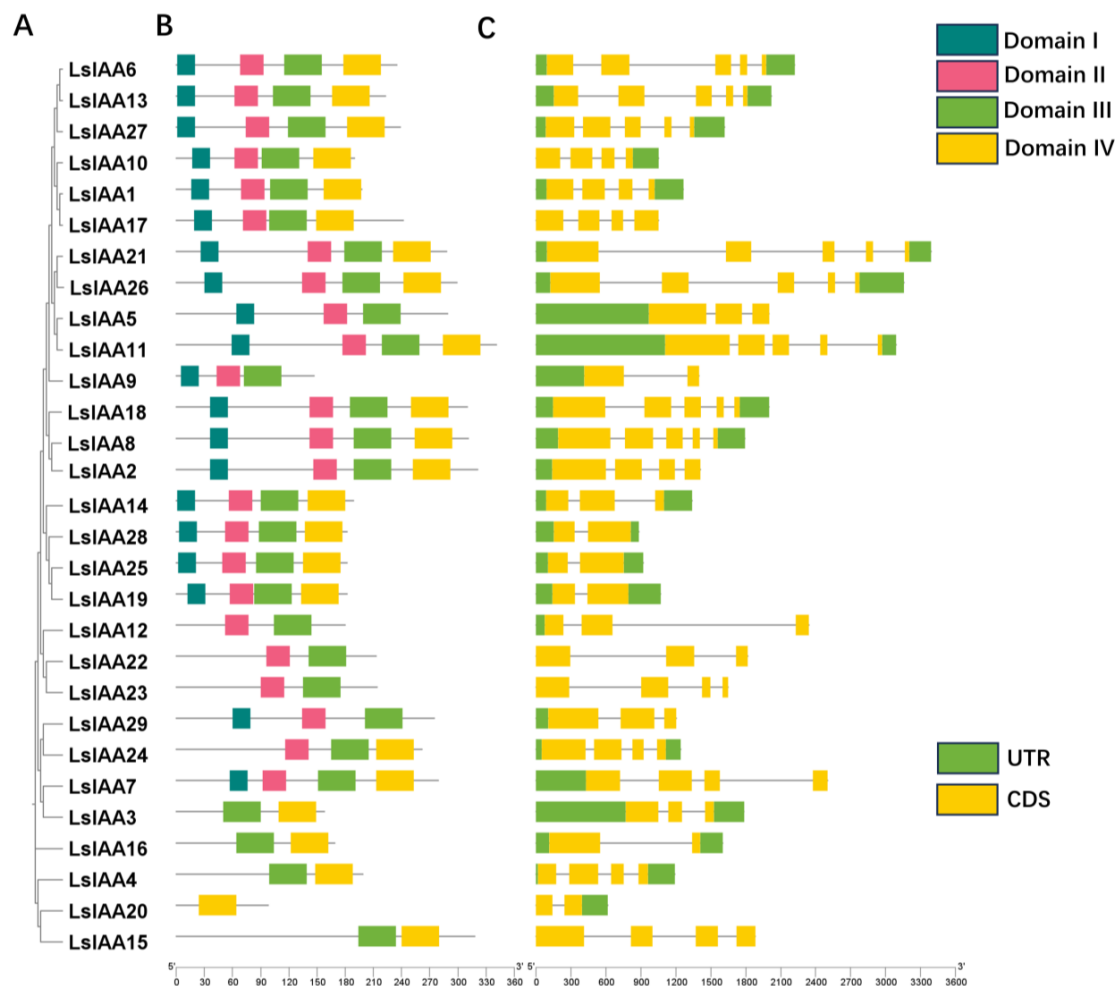 A B C
Domain I
Domain II
Domain III
Domain IV
LsIAA6
LsIAA13
LsIAA27
LsIAA10
LsIAA1
LsIAA17
LsIAA21
LsIAA26
LsIAA5
LsIAA11
LsIAA9
LsIAA18
LsIAA8
LsIAA2
LsIAA14
LsIAA28
LsIAA25
LsIAA19
LsIAA12
LsIAA22
LsIAA23
LsIAA29
LsIAA24
LsIAA7
LsIAA3
LsIAA16
LsIAA4
LsIAA20
LsIAA15
UTR
CDS
5' 3' 5' 3'
0 30 60 90 120 150 180 210 240 270 300 330 360 0 300 600 900 1200 1500 1800 2100 2400 2700 3000 3300 3600